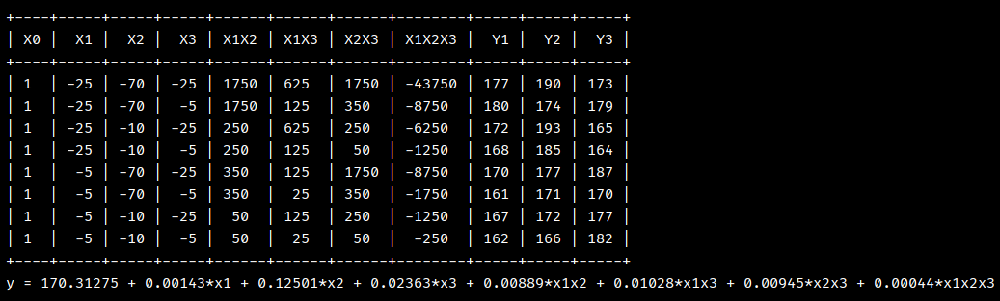 +----+-----+-----+-----+------+------+------+--------+-----+-----+-----+
| X0 |  X1 |  X2 |  X3 | X1X2 | X1X3 | X2X3 | X1X2X3 |  Y1 |  Y2 |  Y3 |
+----+-----+-----+-----+------+------+------+--------+-----+-----+-----+
| 1  | -25 | -70 | -25 | 1750 | 625  | 1750 | -43750 | 177 | 190 | 173 |
| 1  | -25 | -70 |  -5 | 1750 | 125  | 350  | -8750  | 180 | 174 | 179 |
| 1  | -25 | -10 | -25 | 250  | 625  | 250  | -6250  | 172 | 193 | 165 |
| 1  | -25 | -10 |  -5 | 250  | 125  |  50  | -1250  | 168 | 185 | 164 |
| 1  |  -5 | -70 | -25 | 350  | 125  | 1750 | -8750  | 170 | 177 | 187 |
| 1  |  -5 | -70 |  -5 | 350  |  25  | 350  | -1750  | 161 | 171 | 170 |
| 1  |  -5 | -10 | -25 |  50  | 125  | 250  | -1250  | 167 | 172 | 177 |
| 1  |  -5 | -10 |  -5 |  50  |  25  |  50  |  -250  | 162 | 166 | 182 |
+----+-----+-----+-----+------+------+------+--------+-----+-----+-----+
y = 170.31275 + 0.00143*x1 + 0.12501*x2 + 0.02363*x3 + 0.00889*x1x2 + 0.01028*x1x3 + 0.00945*x2x3 + 0.00044*x1x2x3